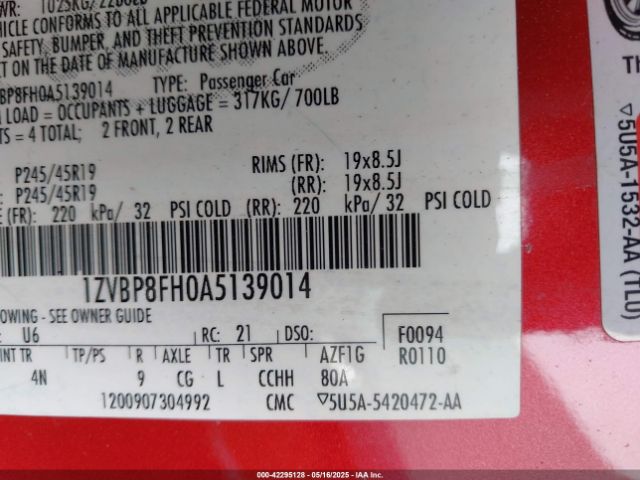 WR: 1025KG/2260LB
VEHICLE CONFORMS TO ALL APPLICABLE FEDERAL MOTOR
SAFETY, BUMPER, AND THEFT PREVENTION STANDARDS
CT ON THE DATE OF MANUFACTURE SHOWN ABOVE.
BP8FH0A5139014 TYPE: Passenger Car
LOAD = OCCUPANTS + LUGGAGE = 317KG/ 700LB
TS = 4 TOTAL; 2 FRONT, 2 REAR
P245/45R19 RIMS (FR): 19x8.5J
P245/45R19 (RR): 19x8.5J
E (FR): 220 kPa/ 32 PSI COLD (RR): 220 kPa/ 32 PSI COLD
1ZVBP8FH0A5139014
OWING - SEE OWNER GUIDE
U6 RC: 21 DSO: F0094
INT TR TP/PS R AXLE TR SPR AZF1G R0110
4N 9 CG L CCHH 80A
1200907304992 CMC ▽5U5A-5420472-AA
Th
▽5U5A-1532-AA (TLU)
000-42295128 - 05/16/2025 - IAA, Inc.